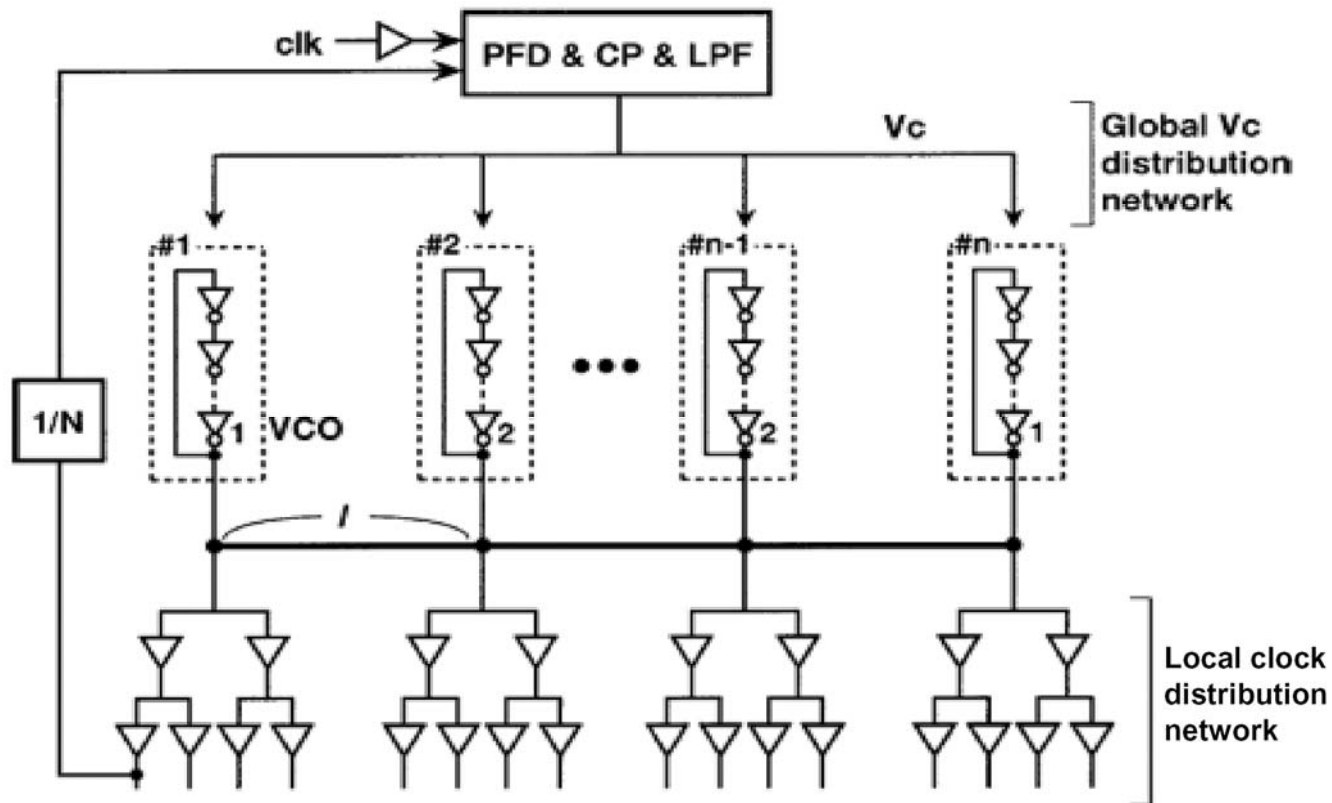 clk
PFD & CP & LPF
Vc
Global Vc
distribution
network
#1
#2
#n-1
#n
1/N
1
VCO
2
2
1
l
Local clock
distribution
network